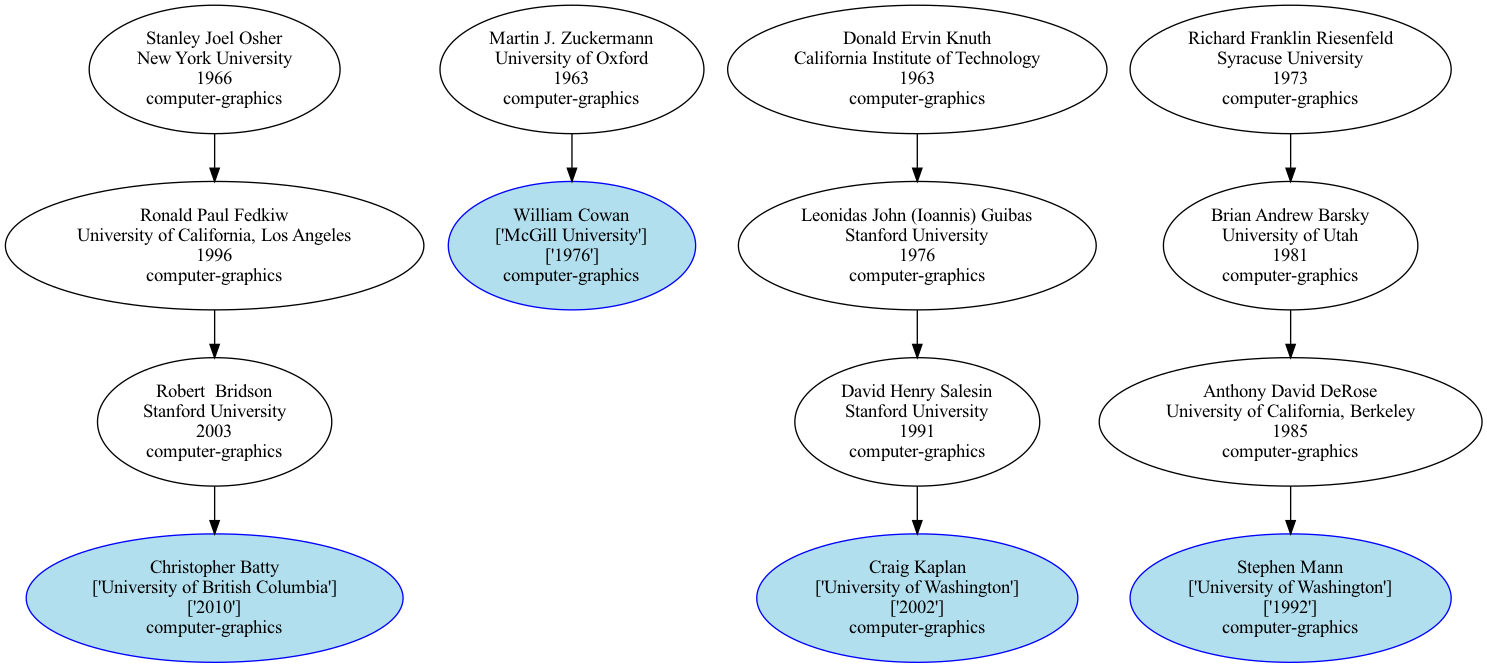 Stanley Joel Osher
New York University
1966
computer-graphics
Martin J. Zuckermann
University of Oxford
1963
computer-graphics
Donald Ervin Knuth
California Institute of Technology
1963
computer-graphics
Richard Franklin Riesenfeld
Syracuse University
1973
computer-graphics
Ronald Paul Fedkiw
University of California, Los Angeles
1996
computer-graphics
William Cowan
['McGill University']
['1976']
computer-graphics
Leonidas John (Ioannis) Guibas
Stanford University
1976
computer-graphics
Brian Andrew Barsky
University of Utah
1981
computer-graphics
Robert  Bridson
Stanford University
2003
computer-graphics
David Henry Salesin
Stanford University
1991
computer-graphics
Anthony David DeRose
University of California, Berkeley
1985
computer-graphics
Christopher Batty
['University of British Columbia']
['2010']
computer-graphics
Craig Kaplan
['University of Washington']
['2002']
computer-graphics
Stephen Mann
['University of Washington']
['1992']
computer-graphics